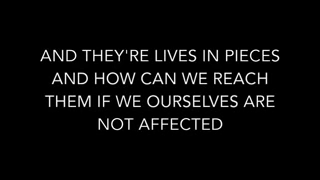 AND THEY'RE LIVES IN PIECES
AND HOW CAN WE REACH
THEM IF WE OURSELVES ARE
NOT AFFECTED